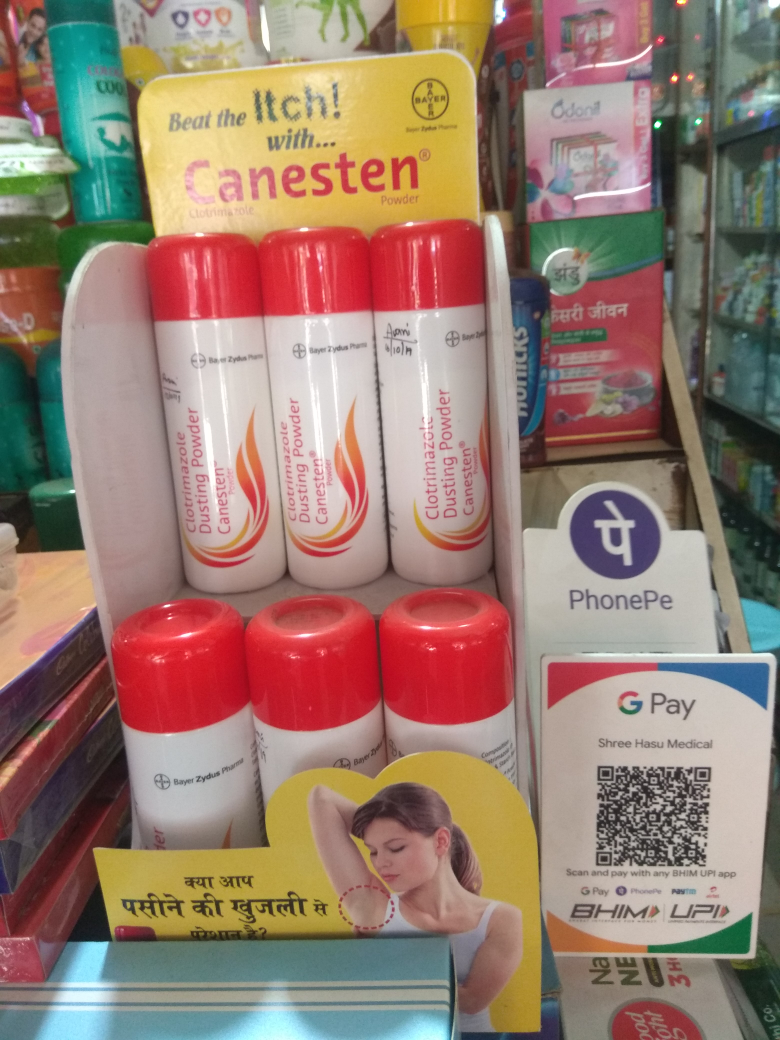 Beat the Itch!
with...
Canesten®
Clotrimazole Powder
BAYER
BAYER
Bayer Zydus Pharma
Odonil
झंडु
केसरी जीवन
Bayer Zydus Pharma
Clotrimazole
Dusting Powder
Canesten®
Powder
Bayer Zydus Pharma
Clotrimazole
Dusting Powder
Canesten®
Powder
Bayer Zydus
Clotrimazole
Dusting Powder
Canesten®
Powder
पे
PhonePe
G Pay
Shree Hasu Medical
Scan and pay with any BHIM UPI app
G Pay PhonePe paytm
BHIM UPI
Bayer Zydus Pharma
Bayer Zydus
क्या आप
पसीने की खुजली से
परेशान है?